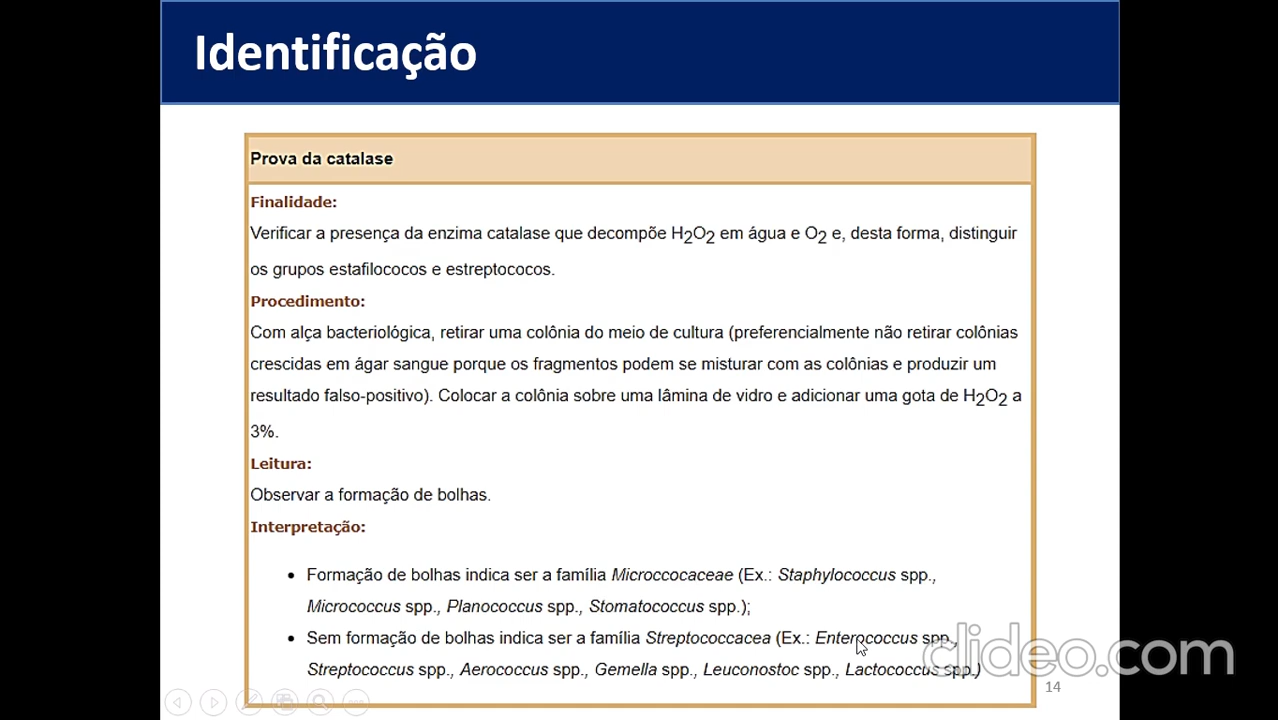 Identificação
Prova da catalase
Finalidade:
Verificar a presença da enzima catalase que decompõe H2O2 em água e O2 e, desta forma, distinguir
os grupos estafilococos e estreptococos.
Procedimento:
Com alça bacteriológica, retirar uma colônia do meio de cultura (preferencialmente não retirar colônias
crescidas em ágar sangue porque os fragmentos podem se misturar com as colônias e produzir um
resultado falso-positivo). Colocar a colônia sobre uma lâmina de vidro e adicionar uma gota de H2O2 a
3%.
Leitura:
Observar a formação de bolhas.
Interpretação:
• Formação de bolhas indica ser a família Microccocaceae (Ex.: Staphylococcus spp.,
Micrococcus spp., Planococcus spp., Stomatococcus spp.);
• Sem formação de bolhas indica ser a família Streptococcacea (Ex.: Enterococcus spp.,
Streptococcus spp., Aerococcus spp., Gemella spp., Leuconostoc spp., Lactococcus spp.)
clideo.com
14